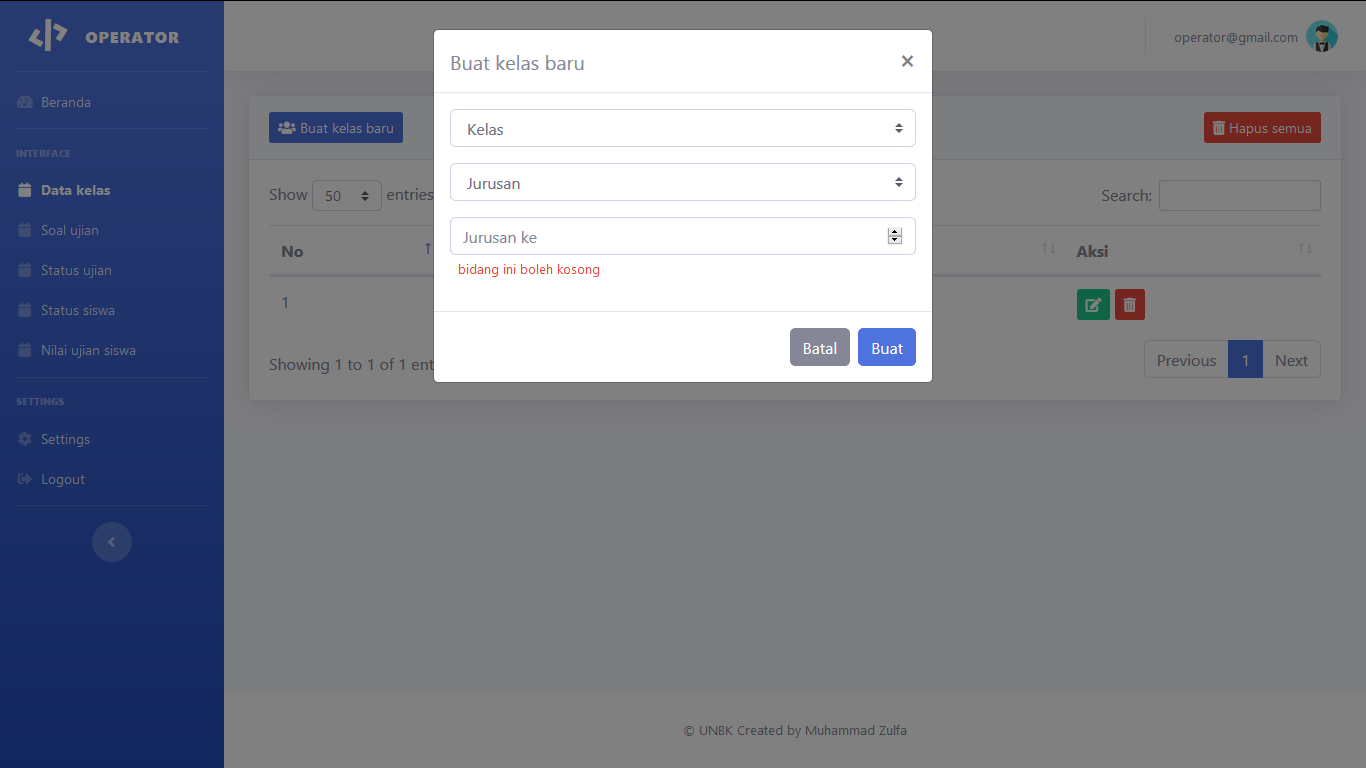 OPERATOR
operator@gmail.com
Beranda
INTERFACE
Data kelas
Soal ujian
Status ujian
Status siswa
Nilai ujian siswa
SETTINGS
Settings
Logout
Buat kelas baru
×
Kelas
Jurusan
Jurusan ke
bidang ini boleh kosong
Batal Buat
Buat kelas baru
Hapus semua
Show 50 entries
Search:
No Aksi
1
Showing 1 to 1 of 1 ent
Previous 1 Next
© UNBK Created by Muhammad Zulfa